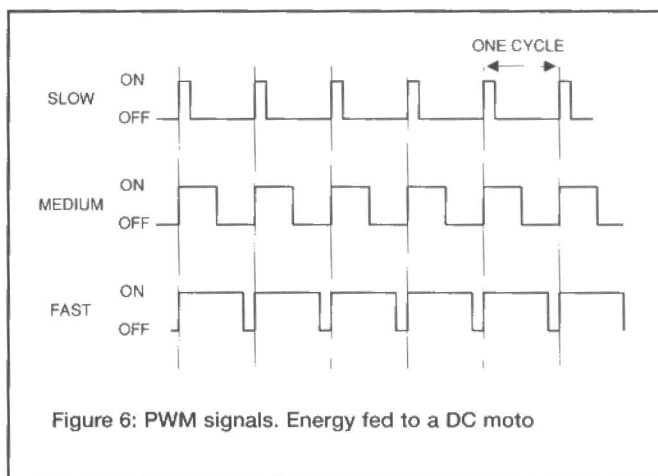 ONE CYCLE
ON
SLOW
OFF
ON
MEDIUM
OFF
ON
FAST
OFF
Figure 6: PWM signals. Energy fed to a DC moto